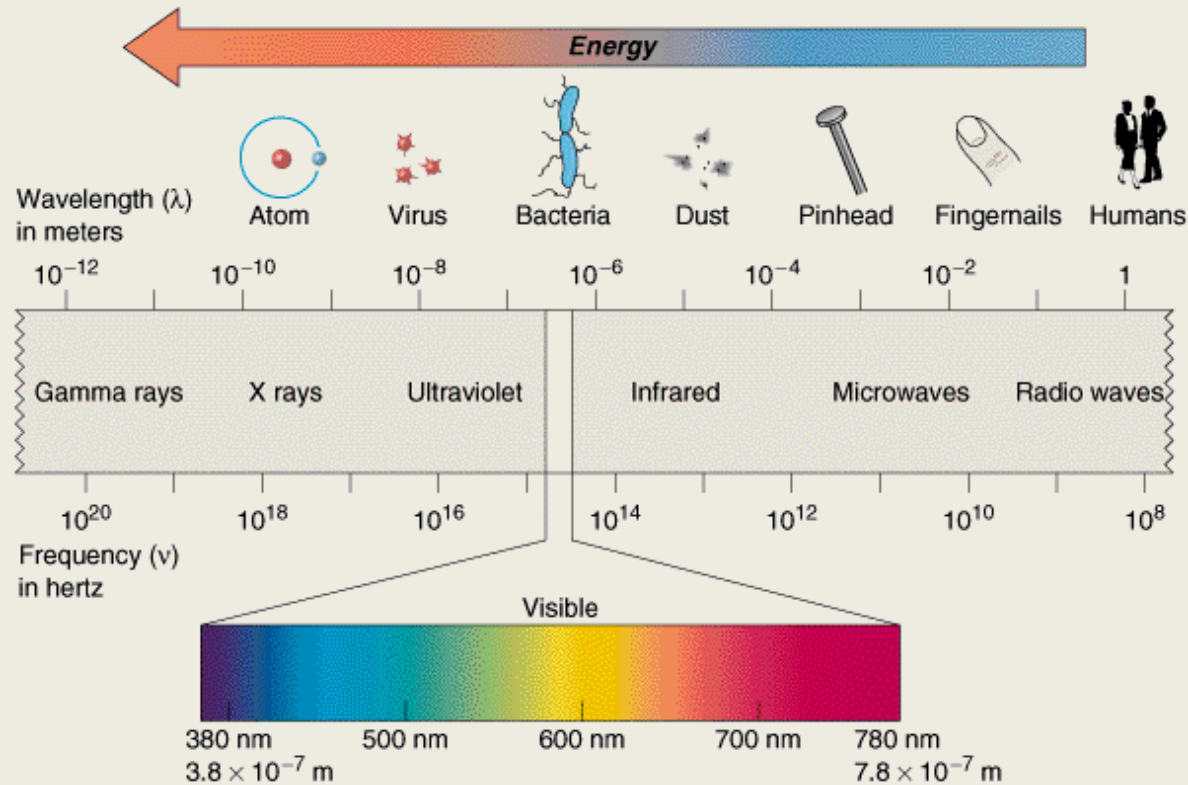 Energy
Atom Virus Bacteria Dust Pinhead Fingernails Humans
Wavelength (λ)
in meters
10⁻¹² 10⁻¹⁰ 10⁻⁸ 10⁻⁶ 10⁻⁴ 10⁻² 1
Gamma rays X rays Ultraviolet Infrared Microwaves Radio waves
10²⁰ 10¹⁸ 10¹⁶ 10¹⁴ 10¹² 10¹⁰ 10⁸
Frequency (ν)
in hertz
Visible
380 nm 500 nm 600 nm 700 nm 780 nm
3.8 × 10⁻⁷ m 7.8 × 10⁻⁷ m